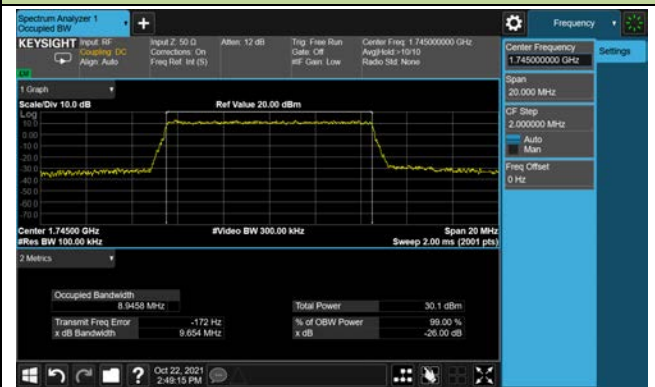 Spectrum Analyzer 1
Occupied BW
Frequency
KEYSIGHT
Input: RF
Coupling: DC
Align: Auto
Input Z: 50 Ω
Corrections: On
Freq Ref: Int (S)
Atten: 12 dB
Trig: Free Run
Gate: Off
#IF Gain: Low
Center Freq: 1.745000000 GHz
Avg|Hold:>10/10
Radio Std: None
Center Frequency
1.745000000 GHz
Settings
Span
20.000 MHz
CF Step
2.000000 MHz
Auto
Man
Freq Offset
0 Hz
1 Graph
Scale/Div 10.0 dB
Ref Value 20.00 dBm
Log
10.0
0.00
-10.0
-20.0
-30.0
-40.0
-50.0
-60.0
-70.0
Center 1.74500 GHz
#Video BW 300.00 kHz
Span 20 MHz
#Res BW 100.00 kHz
Sweep 2.00 ms (2001 pts)
2 Metrics
Occupied Bandwidth
8.9458 MHz
Total Power
30.1 dBm
Transmit Freq Error
-172 Hz
% of OBW Power
99.00 %
x dB Bandwidth
9.654 MHz
x dB
-26.00 dB
?
Oct 22, 2021
2:49:15 PM